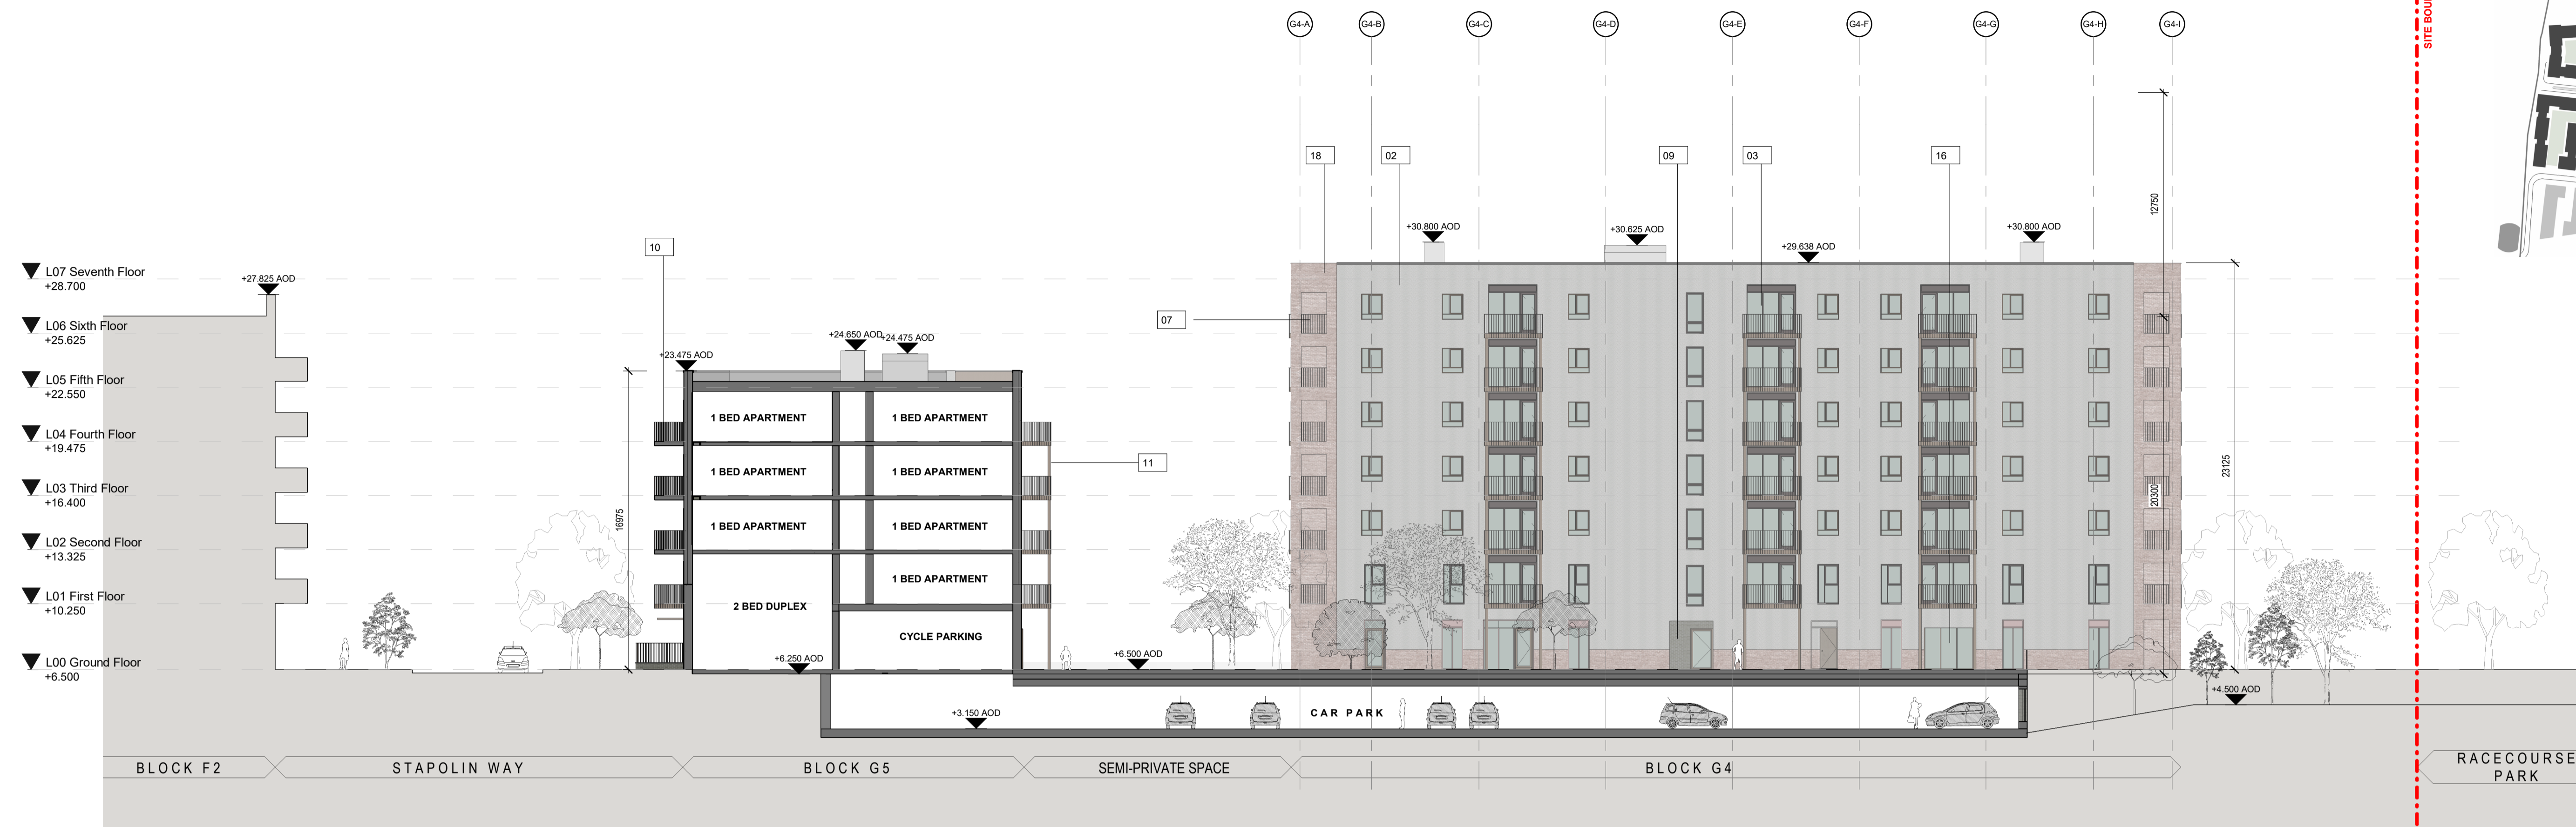 G4-A
G4-B
G4-C
G4-D
G4-E
G4-F
G4-G
G4-H
G4-I
SITE BOU
18
02
09
03
16
12750
10
+30.800 AOD
+30.625 AOD
+30.800 AOD
+29.638 AOD
L07 Seventh Floor
+28.700
+27.825 AOD
07
L06 Sixth Floor
+25.625
+24.650 AOD
+24.475 AOD
+23.475 AOD
L05 Fifth Floor
+22.550
1 BED APARTMENT
1 BED APARTMENT
L04 Fourth Floor
+19.475
11
1 BED APARTMENT
1 BED APARTMENT
23125
L03 Third Floor
+16.400
20300
16975
1 BED APARTMENT
1 BED APARTMENT
L02 Second Floor
+13.325
1 BED APARTMENT
L01 First Floor
+10.250
2 BED DUPLEX
CYCLE PARKING
L00 Ground Floor
+6.500
+6.250 AOD
+6.500 AOD
+4.500 AOD
+3.150 AOD
CAR PARK
BLOCK F2
STAPOLIN WAY
BLOCK G5
SEMI-PRIVATE SPACE
BLOCK G4
RACECOURSE
PARK